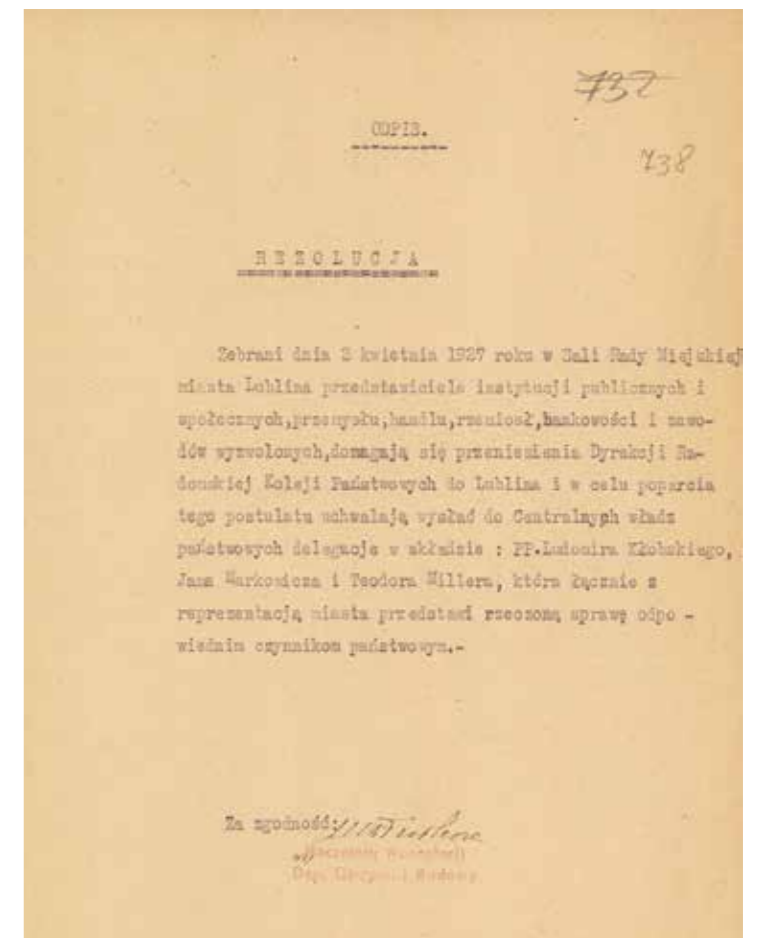 732
ODPIS.
738
REZOLUCJA
Zebrani dnia 2 kwietnia 1927 roku w Sali Rady Miejskiej
miasta Lublina przedstawiciele instytucji publicznych i
społecznych,przemysłu,handlu,rzemiosł,bankowości i zawo-
dów wyzwolonych,domagają się przeniesienia Dyrekcji Ra-
domskiej Kolei Państwowych do Lublina i w celu poparcia
tego postulatu uchwalają wysłać do Centralnych władz
państwowych delegacje w składzie : PP.Ludomira
Jana Markowicza i Teodora Millera, która łącznie z
reprezentacją miasta przedstawi rzeczoną sprawę odpo -
wiednim czynnikom państwowym.-
Za zgodność: